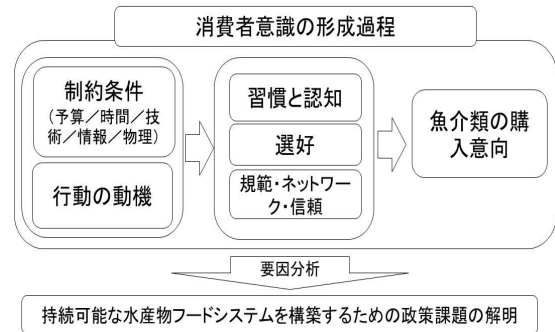 消費者意識の形成過程
制約条件
（予算／時間／技
術／情報／物理）
行動の動機
習慣と認知
選好
規範・ネットワー
ク・信頼
魚介類の購
入意向
要因分析
持続可能な水産物フードシステムを構築するための政策課題の解明